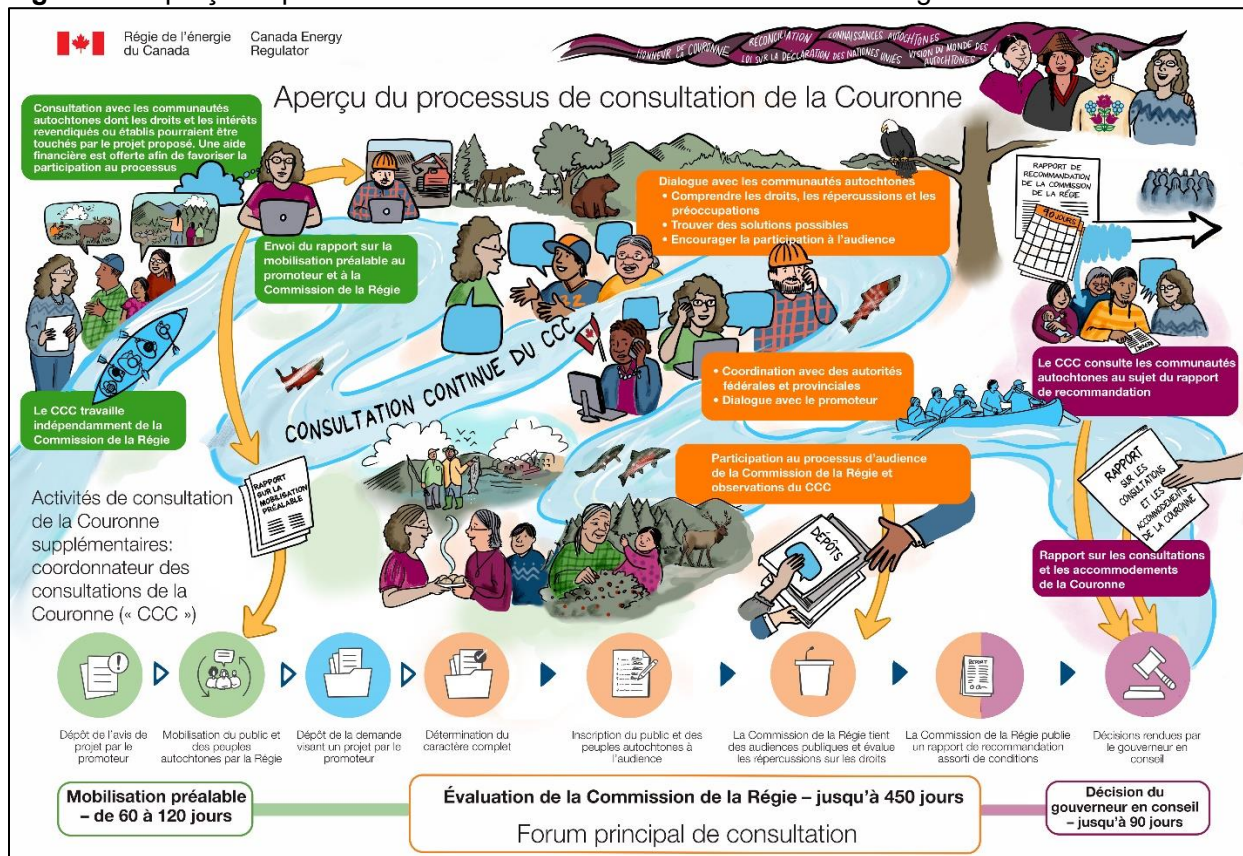 Régie de l'énergie
du Canada
Canada Energy
Regulator
HONNEUR DE LA COURONNE
RÉCONCILIATION
CONNAISSANCES AUTOCHTONES
LOI SUR LA DÉCLARATION DES NATIONS UNIES
VISION DU MONDE DES AUTOCHTONES
Aperçu du processus de consultation de la Couronne
Consultation avec les communautés
autochtones dont les droits et les intérêts
revendiqués ou établis pourraient être
touchés par le projet proposé. Une aide
financière est offerte afin de favoriser la
participation au processus
Envoi du rapport sur la
mobilisation préalable au
promoteur et à la
Commission de la Régie
Le CCC travaille
indépendamment de la
Commission de la Régie
Dialogue avec les communautés autochtones
• Comprendre les droits, les répercussions et les
préoccupations
• Trouver des solutions possibles
• Encourager la participation à l'audience
RAPPORT DE
RECOMMANDATION
DE LA COMMISSION
DE LA RÉGIE
90 JOURS
CONSULTATION CONTINUE DU CCC
• Coordination avec des autorités
fédérales et provinciales
• Dialogue avec le promoteur
Le CCC consulte les communautés
autochtones au sujet du rapport
de recommandation
Participation au processus d'audience
de la Commission de la Régie et
observations du CCC
RAPPORT
SUR LA
MOBILISATION
PRÉALABLE
DÉPÔTS
RAPPORT
SUR LES
CONSULTATIONS
ET LES
ACCOMMODEMENTS
DE LA COURONNE
Rapport sur les consultations
et les accommodements
de la Couronne
Activités de consultation
de la Couronne
supplémentaires:
coordonnateur des
consultations de la
Couronne (« CCC »)
REPORT
Dépôt de l'avis de
projet par le
promoteur
Mobilisation du public et
des peuples
autochtones par la Régie
Dépôt de la demande
visant un projet par le
promoteur
Détermination du
caractère complet
Inscription du public et des
peuples autochtones à
l'audience
La Commission de la Régie tient
des audiences publiques et évalue
les répercussions sur les droits
La Commission de la Régie publie
un rapport de recommandation
assorti de conditions
Décisions rendues par
le gouverneur en
conseil
Mobilisation préalable
– de 60 à 120 jours
Évaluation de la Commission de la Régie – jusqu'à 450 jours
Forum principal de consultation
Décision du
gouverneur en conseil
– jusqu'à 90 jours